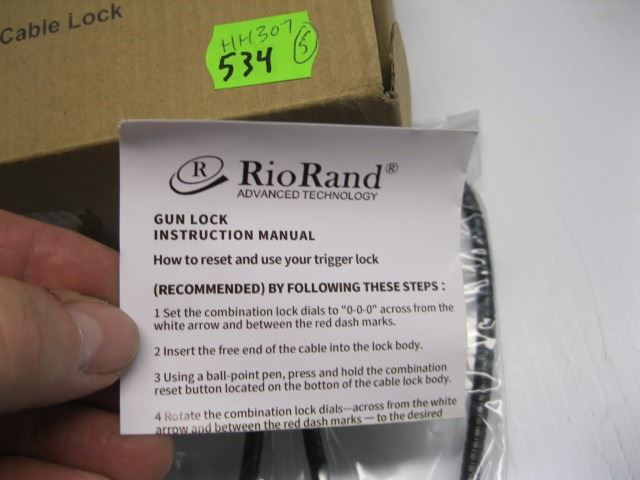 Cable Lock
HH307
534
5
R
RioRand®
ADVANCED TECHNOLOGY
GUN LOCK
INSTRUCTION MANUAL
How to reset and use your trigger lock
(RECOMMENDED) BY FOLLOWING THESE STEPS :
1 Set the combination lock dials to "0-0-0" across from the
white arrow and between the red dash marks.
2 Insert the free end of the cable into the lock body.
3 Using a ball-point pen, press and hold the combination
reset button located on the botton of the cable lock body.
4 Rotate the combination lock dials—across from the white
arrow and between the red dash marks — to the desired